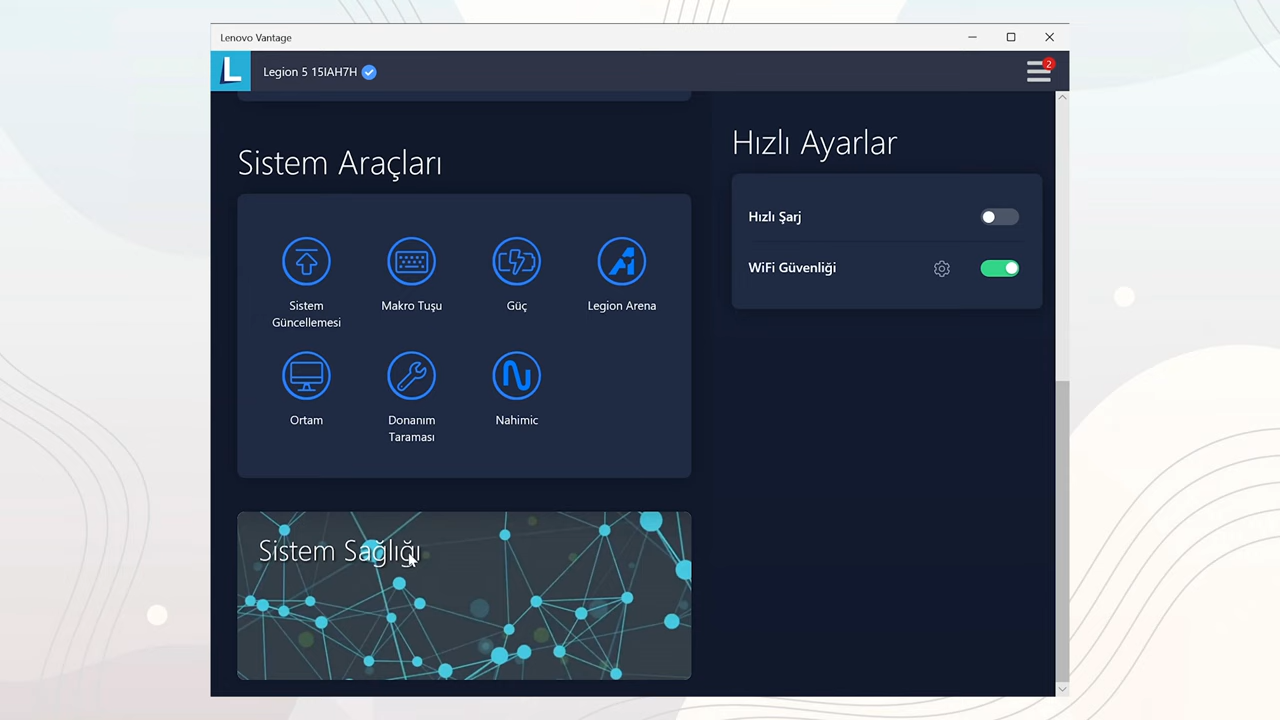 Lenovo Vantage
L
Legion 5 15IAH7H
2
Sistem Araçları
Sistem
Güncellemesi
Makro Tuşu
Güç
Legion Arena
Ortam
Donanım
Taraması
Nahimic
Sistem Sağlığı
Hızlı Ayarlar
Hızlı Şarj
WiFi Güvenliği